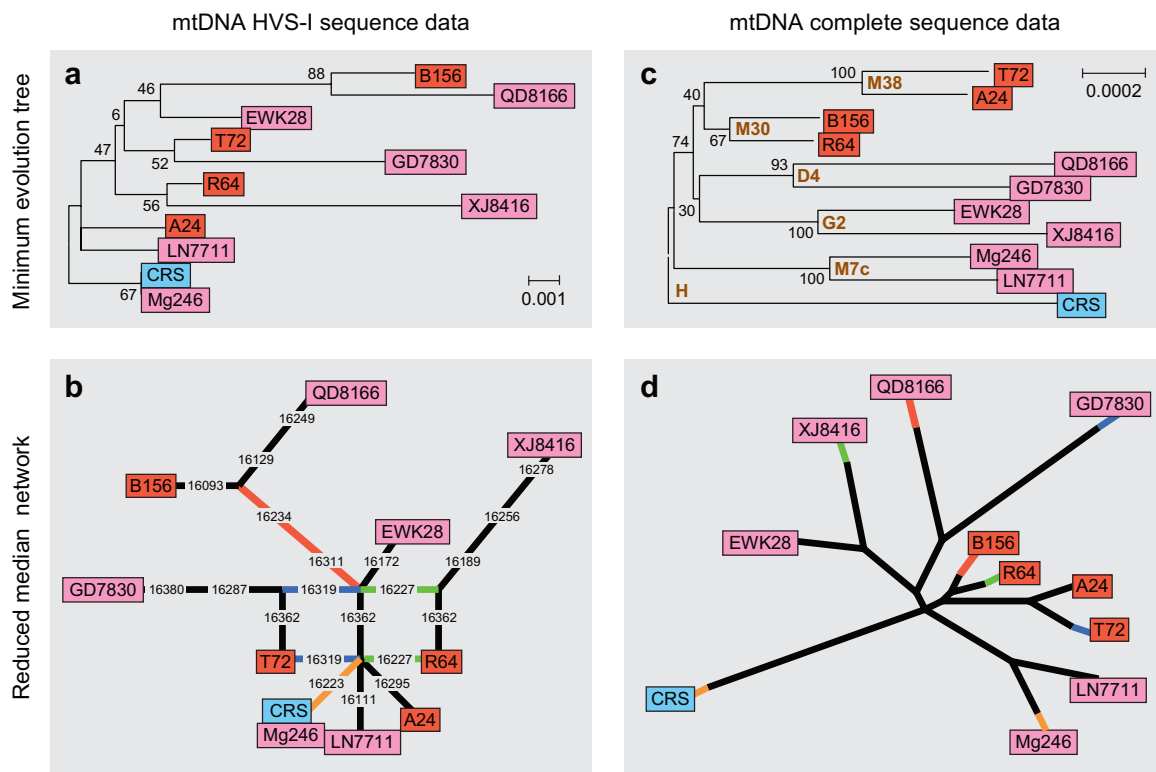 mtDNA HVS-I sequence data
mtDNA complete sequence data
Minimum evolution tree
a
88
B156
QD8166
46
EWK28
6
T72
52
GD7830
47
R64
56
XJ8416
A24
LN7711
CRS
67
Mg246
0.001
c
100
M38
T72
A24
0.0002
40
M30
67
B156
R64
74
93
D4
QD8166
GD7830
30
G2
100
EWK28
XJ8416
M7c
100
Mg246
LN7711
H
CRS
Reduced median network
b
QD8166
16249
16129
XJ8416
16278
B156
16093
16234
16256
EWK28
16311
16172
16189
GD7830
16380
16287
16319
16227
16362
16362
16362
T72
16319
16227
R64
16223
16295
16111
CRS
Mg246
LN7711
A24
d
QD8166
GD7830
XJ8416
EWK28
B156
R64
A24
T72
CRS
LN7711
Mg246